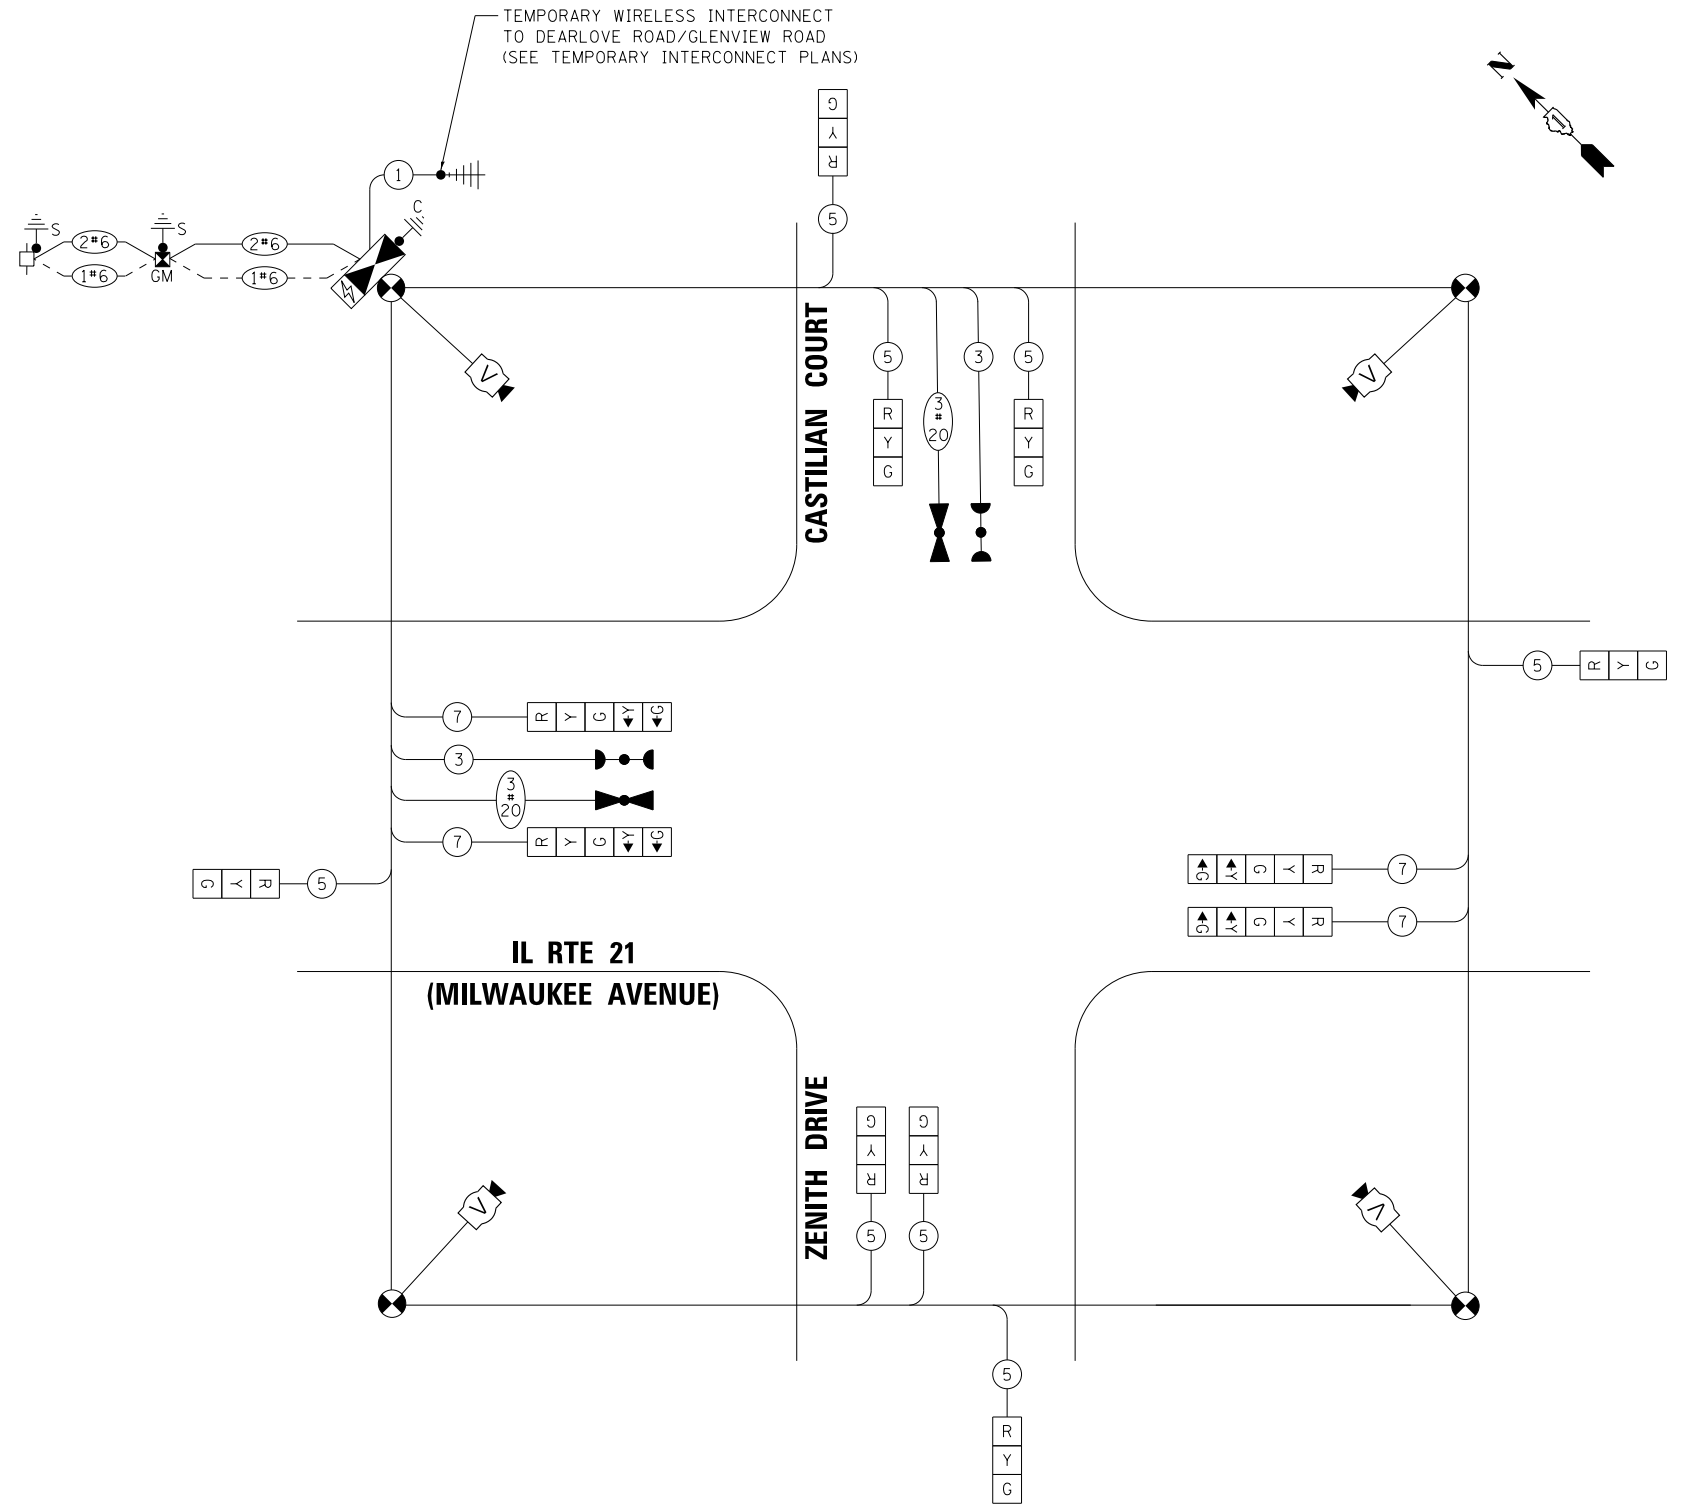 TEMPORARY WIRELESS INTERCONNECT
TO DEARLOVE ROAD/GLENVIEW ROAD
(SEE TEMPORARY INTERCONNECT PLANS)
N
1
G
Y
R
5
C
S
S
2#6
2#6
1#6
1#6
GM
V
V
CASTILIAN COURT
5
3
5
3
#
20
R
Y
G
R
Y
G
5
R Y G
7
R Y G Y G
3
3
#
20
7
R Y G Y G
G Y R
5
G Y G Y R
7
G Y G Y R
7
IL RTE 21
(MILWAUKEE AVENUE)
ZENITH DRIVE
G
Y
R
5
G
Y
R
5
V
V
5
R
Y
G